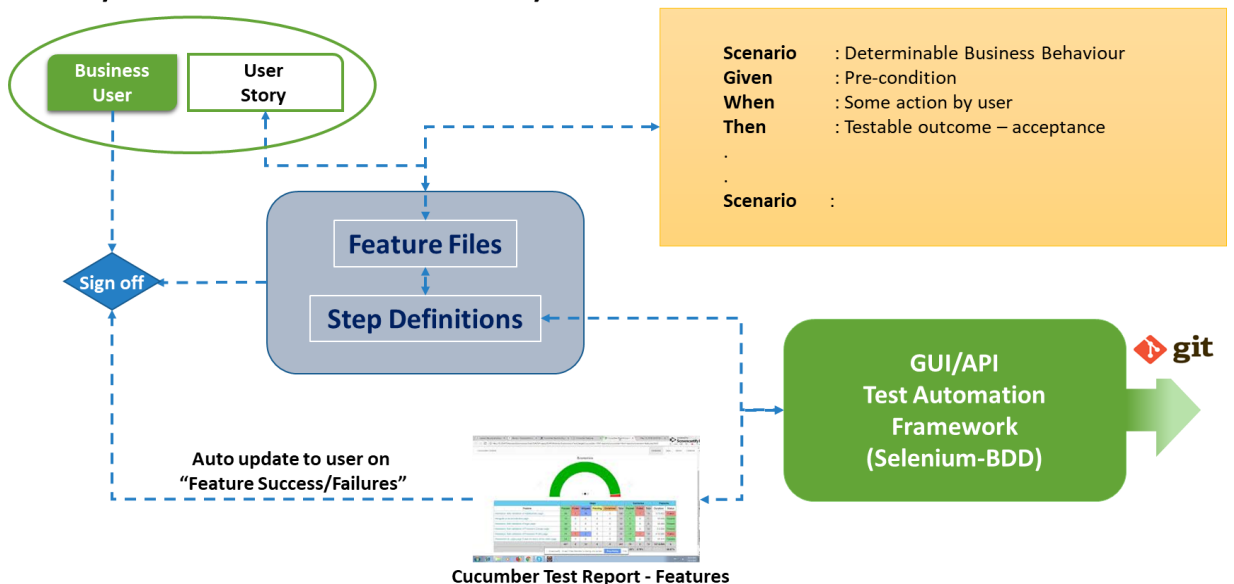 Business
User
User
Story
Scenario : Determinable Business Behaviour
Given : Pre-condition
When : Some action by user
Then : Testable outcome – acceptance
.
.
Scenario :
Feature Files
Step Definitions
Sign off
GUI/API
Test Automation
Framework
(Selenium-BDD)
git
Auto update to user on
“Feature Success/Failures”
Cucumber Test Report - Features